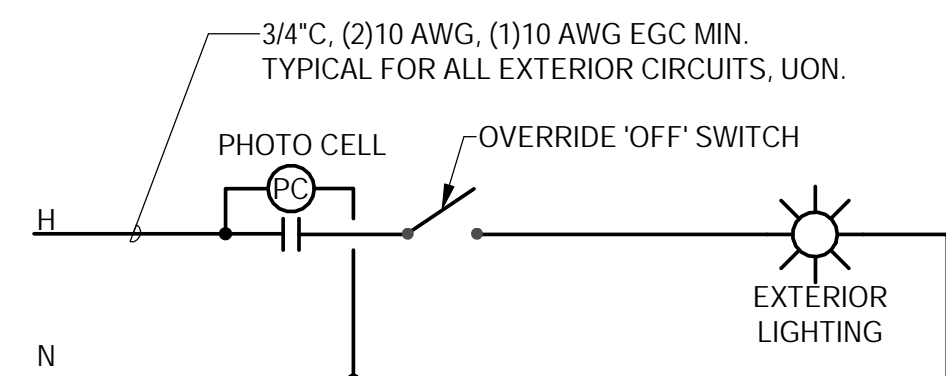 3/4"C, (2)10 AWG, (1)10 AWG EGC MIN.
TYPICAL FOR ALL EXTERIOR CIRCUITS, UON.
PHOTO CELL
OVERRIDE 'OFF' SWITCH
PC
H
EXTERIOR
LIGHTING
N